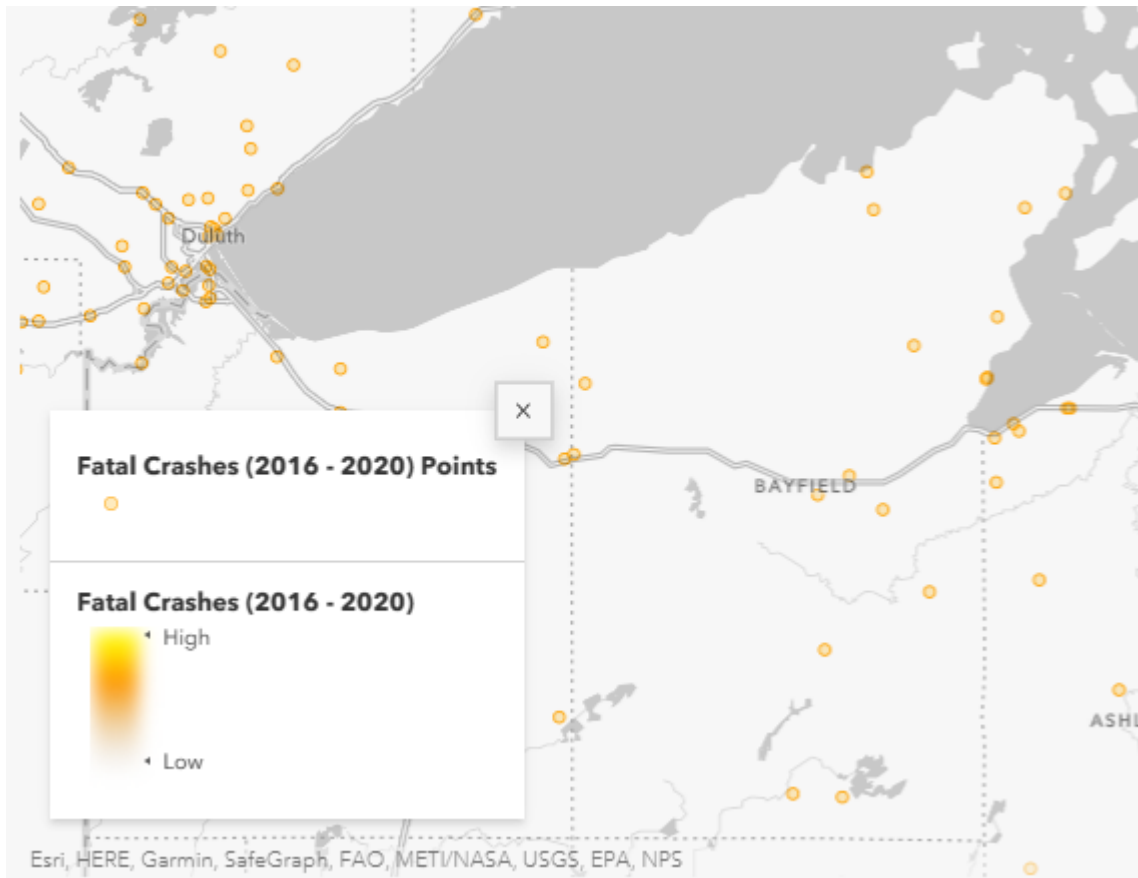 Duluth
×
Fatal Crashes (2016 - 2020) Points
BAYFIELD
Fatal Crashes (2016 - 2020)
High
Low
ASHL
Esri, HERE, Garmin, SafeGraph, FAO, METI/NASA, USGS, EPA, NPS